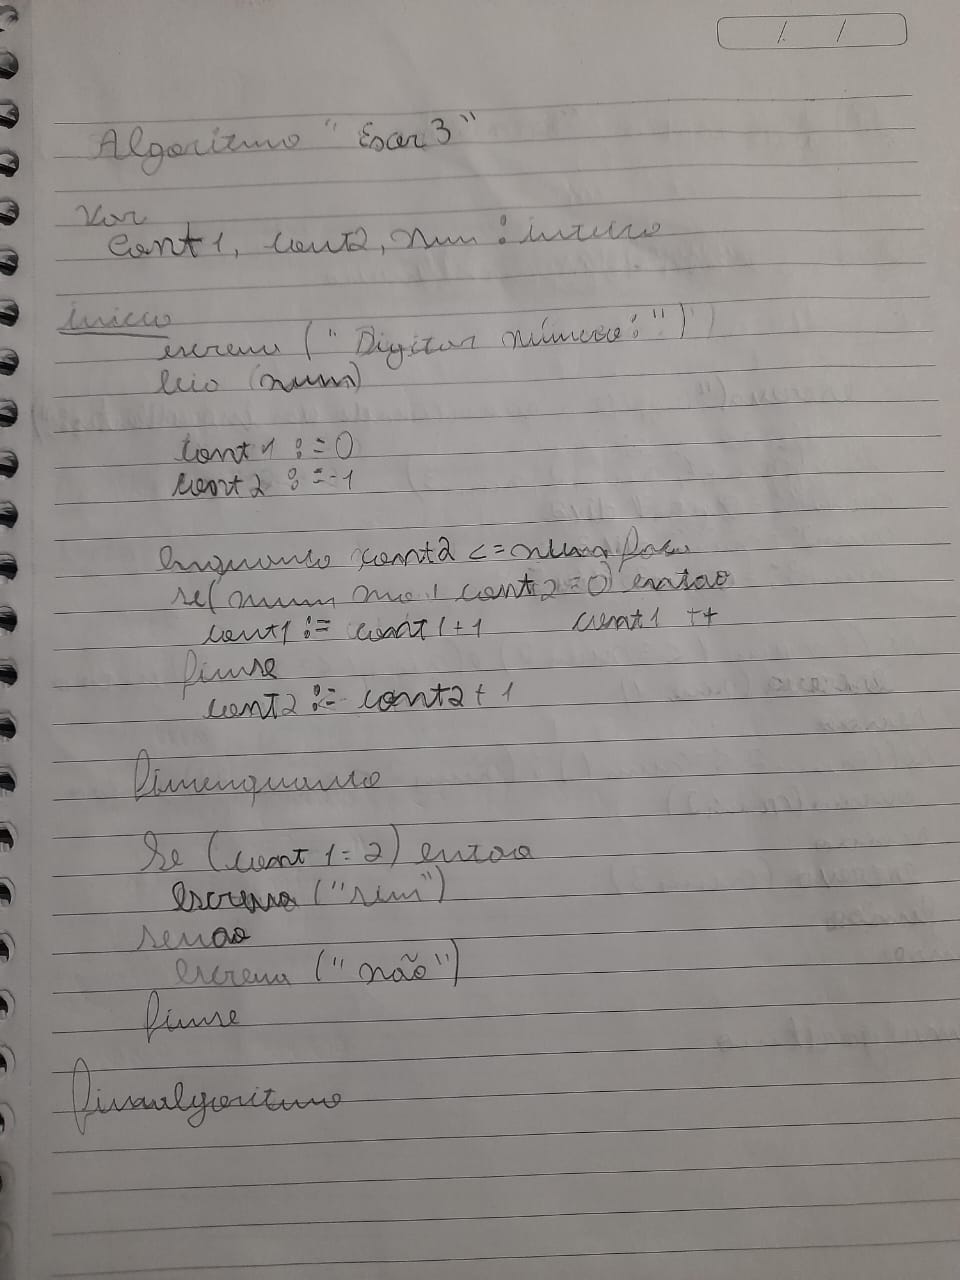 Algoritmo "Exer 3"
Var
Cont1, cont2, num : inteiro
inicio
escreva ("Digitar número:")
leia (num)
cont1 := 0
cont2 := 1
Enquanto cont2 <= num faca
se( num mod cont2 = 0) entao
cont1 := cont1 + 1 cont1 ++
fimse
cont2 := cont2 + 1
Fimenquanto
Se (cont1 = 2) entao
escreva ("sim")
senao
escreva ("não")
fimse
fimalgoritmo